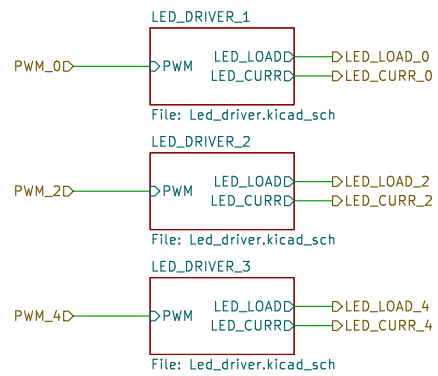 LED_DRIVER_1
LED_LOAD LED_LOAD_0
PWM_0 PWM
LED_CURR LED_CURR_0
File: Led_driver.kicad_sch
LED_DRIVER_2
LED_LOAD LED_LOAD_2
PWM_2 PWM
LED_CURR LED_CURR_2
File: Led_driver.kicad_sch
LED_DRIVER_3
LED_LOAD LED_LOAD_4
PWM_4 PWM
LED_CURR LED_CURR_4
File: Led_driver.kicad_sch